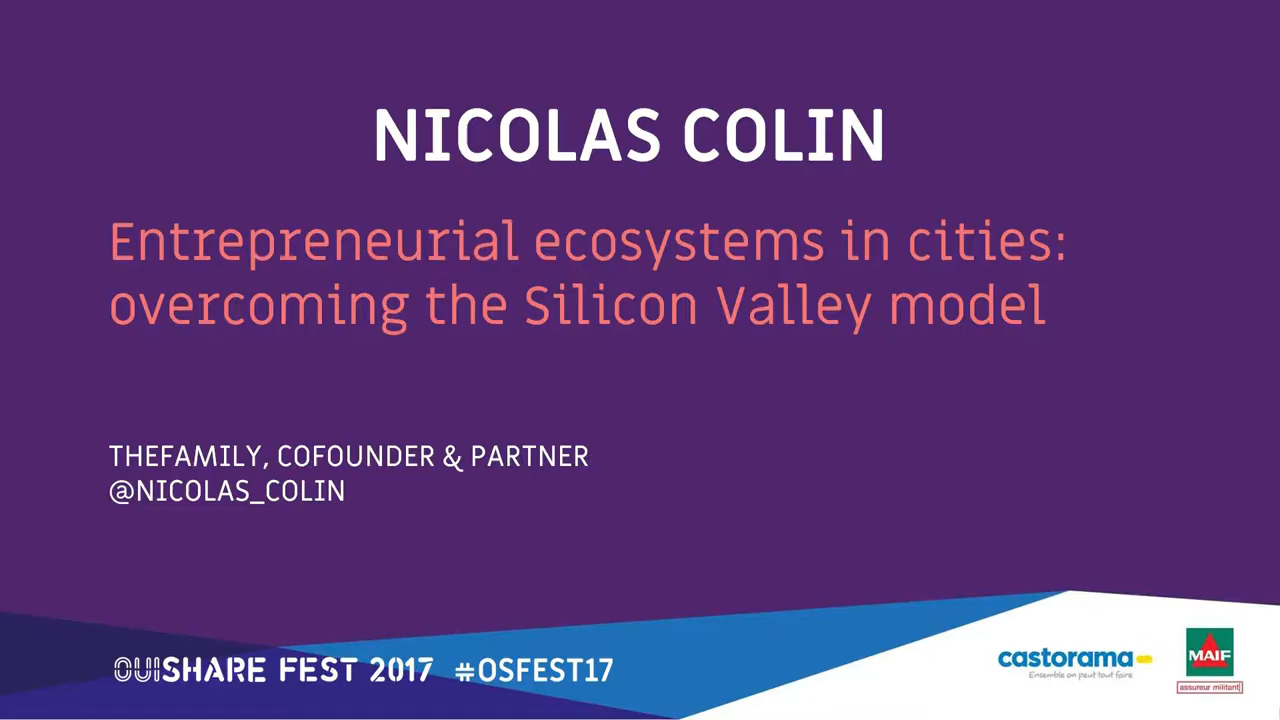 NICOLAS COLIN
Entrepreneurial ecosystems in cities:
overcoming the Silicon Valley model
THEFAMILY, COFOUNDER & PARTNER
@NICOLAS_COLIN
OUISHARE FEST 2017 #OSFEST17
castorama
Ensemble on peut tout faire
MAIF
assureur militant